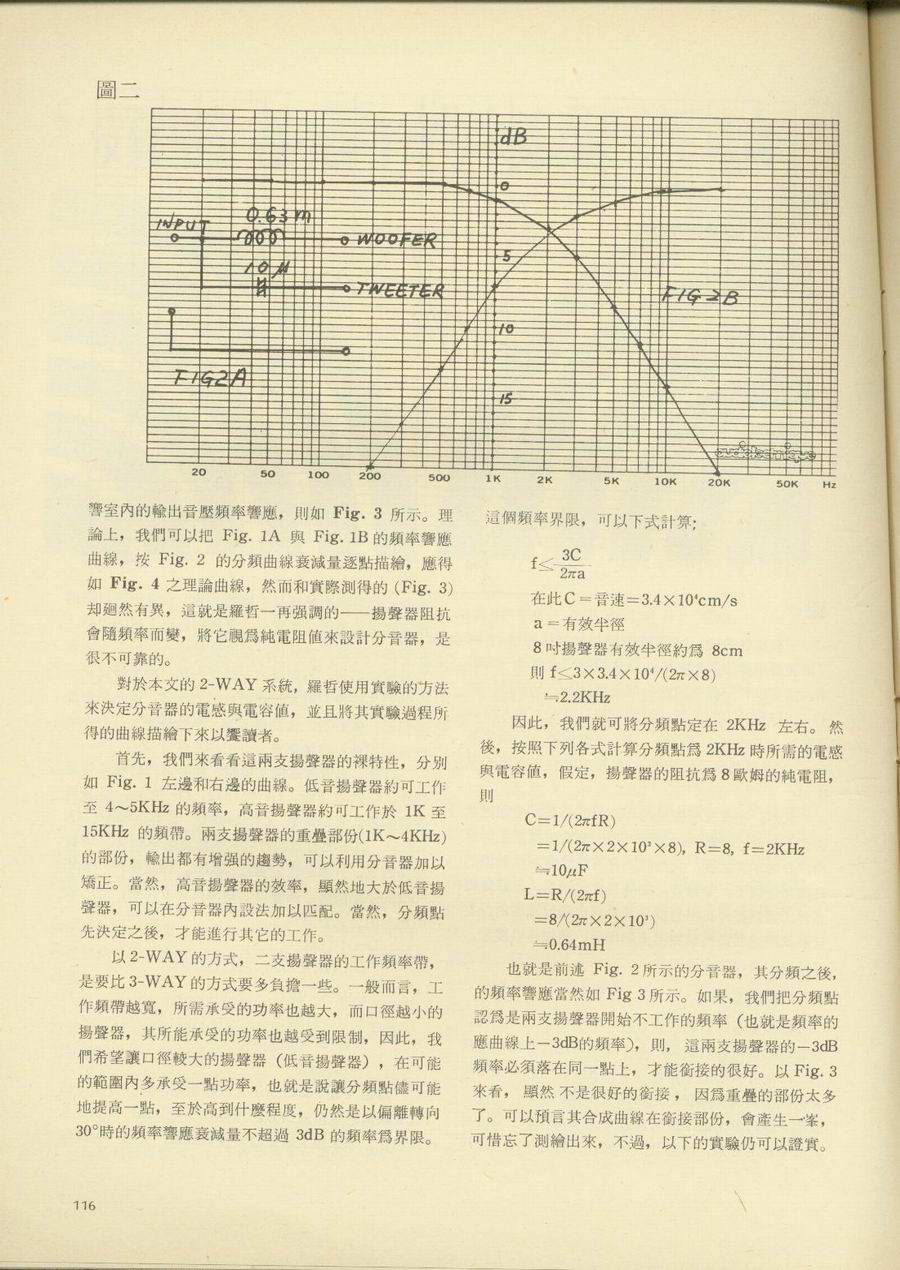 圖二
dB
0
INPUT
0.63m
WOOFER
5
10μ
TWEETER
FIG2B
10
FIG2A
15
audiotechnique
20 50 100 200 500 1K 2K 5K 10K 20K 50K Hz
響室內的輸出音壓頻率響應，則如 Fig. 3 所示。理
論上，我們可以把 Fig. 1A 與 Fig. 1B 的頻率響應
曲線，按 Fig. 2 的分頻曲線衰減量逐點描繪，應得
如 Fig. 4 之理論曲線，然而和實際測得的 (Fig. 3)
却廻然有異，這就是羅哲一再强調的——揚聲器阻抗
會隨頻率而變，將它視爲純電阻値來設計分音器，是
很不可靠的。
對於本文的 2-WAY 系統，羅哲使用實驗的方法
來決定分音器的電感與電容値，並且將其實驗過程所
得的曲線描繪下來以饗讀者。
首先，我們來看看這兩支揚聲器的裸特性，分別
如 Fig. 1 左邊和右邊的曲線。低音揚聲器約可工作
至 4～5KHz 的頻率，高音揚聲器約可工作於 1K 至
15KHz 的頻帶。兩支揚聲器的重疊部份(1K～4KHz)
的部份，輸出都有增强的趨勢，可以利用分音器加以
矯正。當然，高音揚聲器的效率，顯然地大於低音揚
聲器，可以在分音器內設法加以匹配。當然，分頻點
先決定之後，才能進行其它的工作。
以 2-WAY 的方式，二支揚聲器的工作頻率帶，
是要比 3-WAY 的方式要多負擔一些。一般而言，工
作頻帶越寬，所需承受的功率也越大，而口徑越小的
揚聲器，其所能承受的功率也越受到限制，因此，我
們希望讓口徑較大的揚聲器（低音揚聲器），在可能
的範圍內多承受一點功率，也就是說讓分頻點儘可能
地提高一點，至於高到什麼程度，仍然是以偏離轉向
30°時的頻率響應衰減量不超過 3dB 的頻率爲界限。
這個頻率界限，可以下式計算;
f≤ 3C/2πa
在此C＝音速＝3.4×10⁴cm/s
a＝有效半徑
8 吋揚聲器有效半徑約爲 8cm
則 f≤3×3.4×10⁴/(2π×8)
≒2.2KHz
因此，我們就可將分頻點定在 2KHz 左右。然
後，按照下列各式計算分頻點爲 2KHz 時所需的電感
與電容値，假定，揚聲器的阻抗爲 8 歐姆的純電阻，
則
C=1/(2πfR)
=1/(2π×2×10³×8), R=8, f=2KHz
≒10μF
L=R/(2πf)
=8/(2π×2×10³)
≒0.64mH
也就是前述 Fig. 2 所示的分音器，其分頻之後，
的頻率響應當然如 Fig 3 所示。如果，我們把分頻點
認爲是兩支揚聲器開始不工作的頻率（也就是頻率的
應曲線上－3dB的頻率），則，這兩支揚聲器的－3dB
頻率必須落在同一點上，才能銜接的很好。以 Fig. 3
來看，顯然 不是很好的銜接，因爲重疊的部份太多
了。可以預言其合成曲線在銜接部份，會產生一峯，
可惜忘了測繪出來，不過，以下的實驗仍可以證實。
116